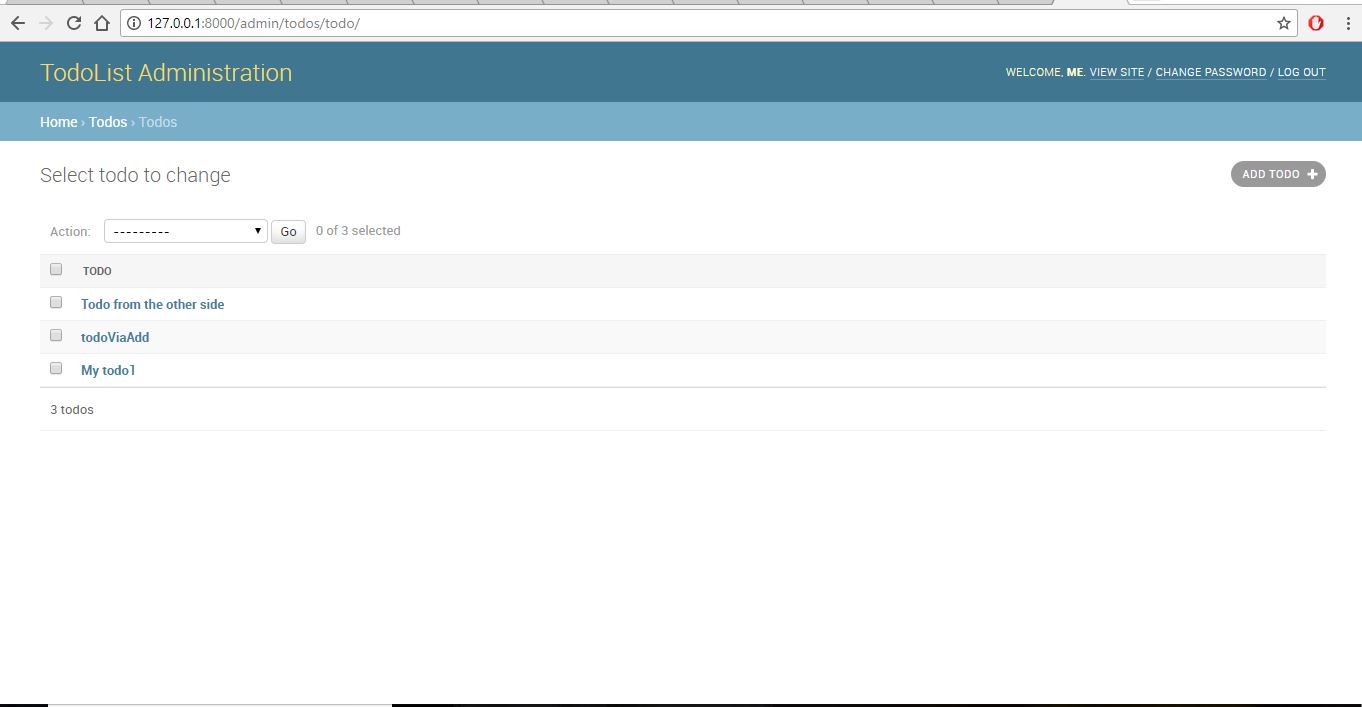 127.0.0.1:8000/admin/todos/todo/
TodoList Administration
WELCOME, ME. VIEW SITE / CHANGE PASSWORD / LOG OUT
Home › Todos › Todos
Select todo to change
ADD TODO +
Action: --------- Go 0 of 3 selected
TODO
Todo from the other side
todoViaAdd
My todo1
3 todos